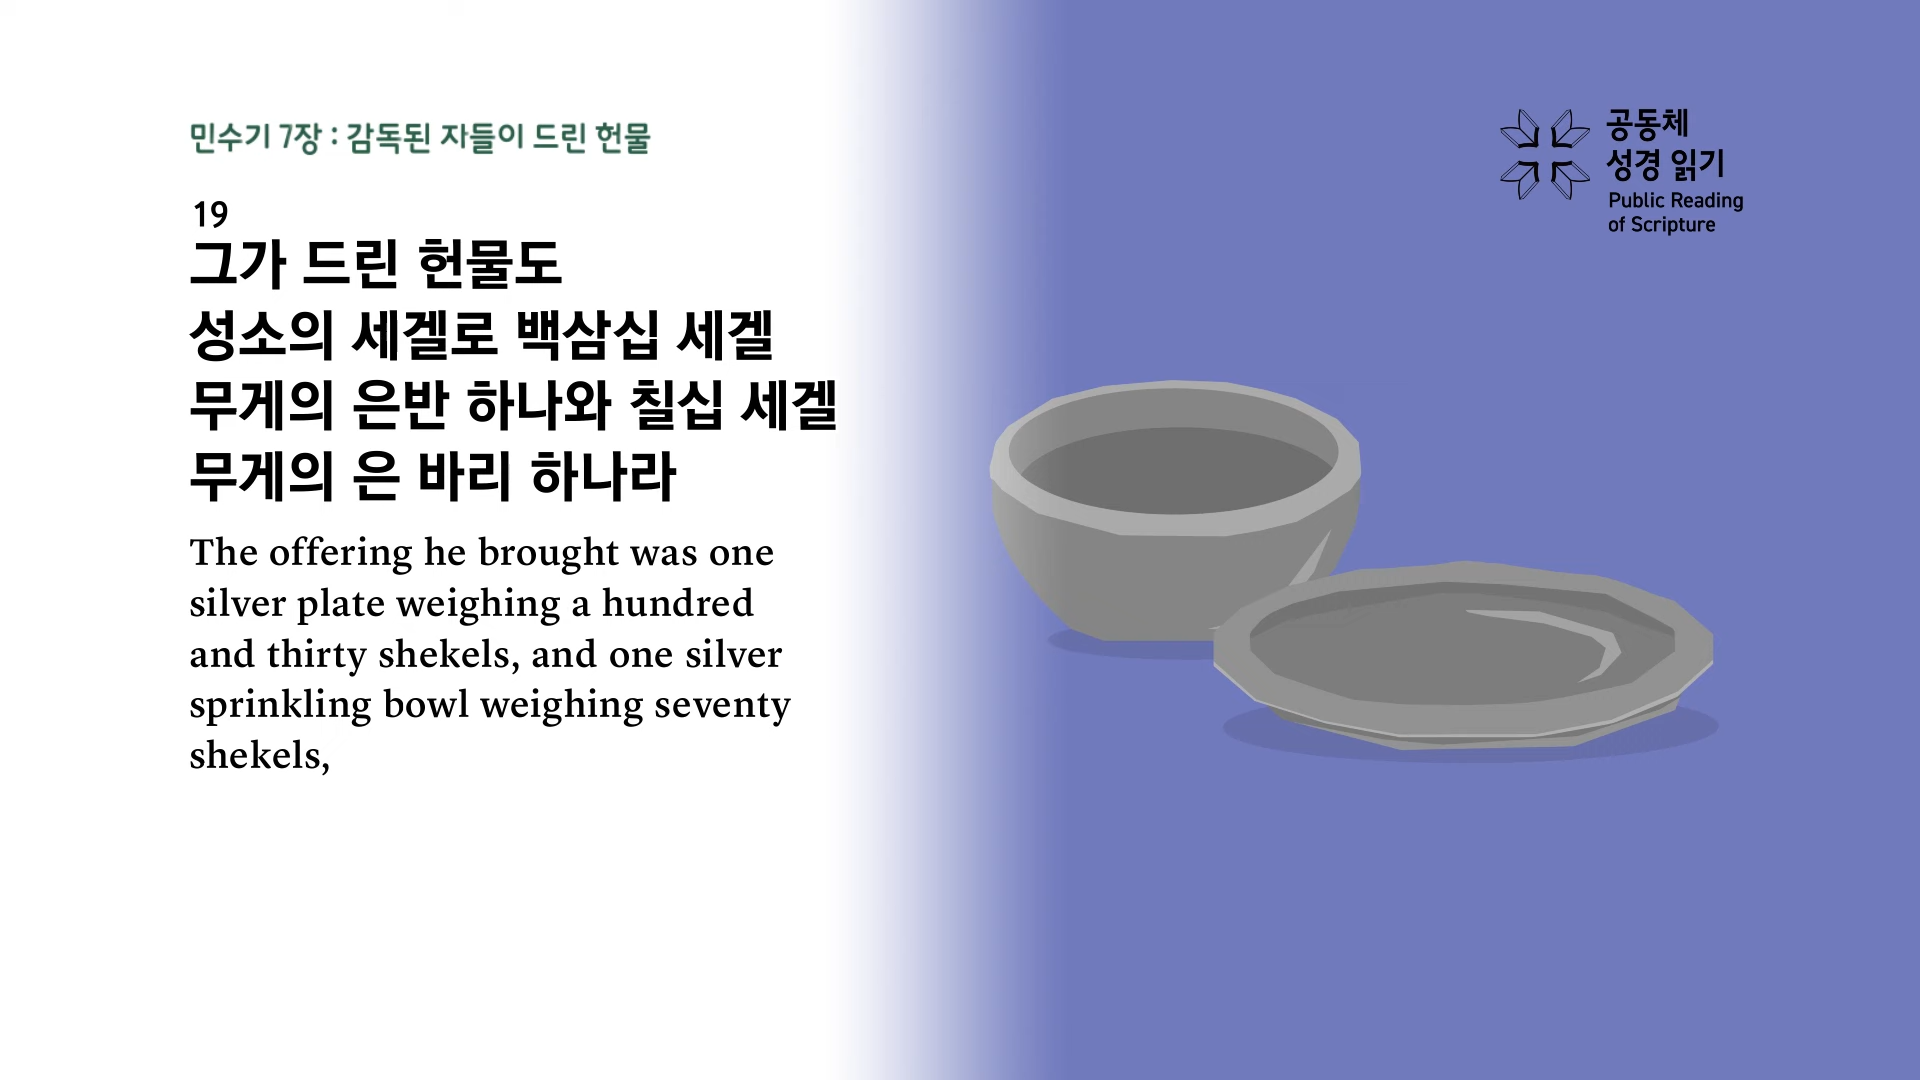 민수기 7장 : 감독된 자들이 드린 헌물
19
그가 드린 헌물도
성소의 세겔로 백삼십 세겔
무게의 은반 하나와 칠십 세겔
무게의 은 바리 하나라
The offering he brought was one
silver plate weighing a hundred
and thirty shekels, and one silver
sprinkling bowl weighing seventy
shekels,
공동체
성경 읽기
Public Reading
of Scripture